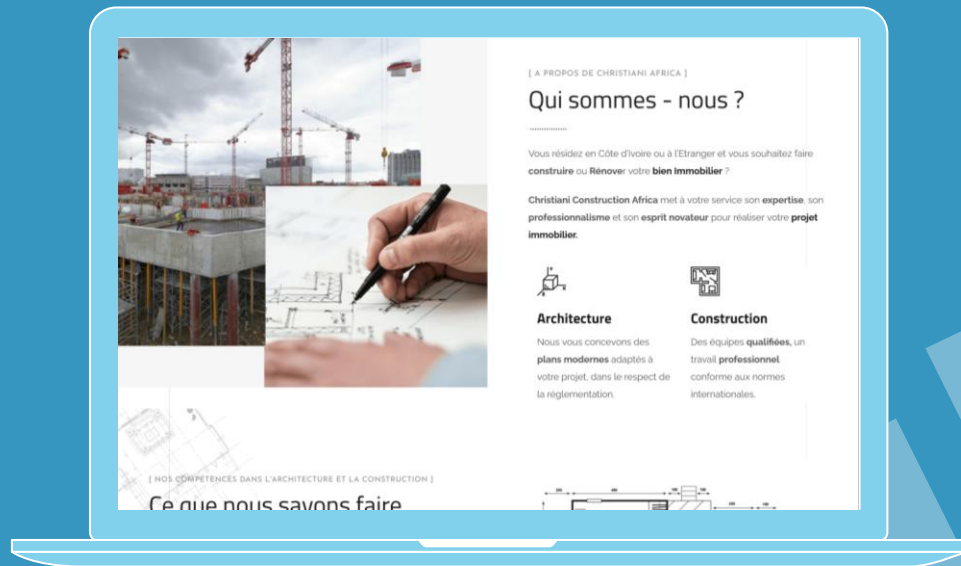 [ A PROPOS DE CHRISTIANI AFRICA ]
Qui sommes - nous ?
Vous résidez en Côte d'Ivoire ou à l'Etranger et vous souhaitez faire
construire ou Rénover votre bien Immobilier ?
Christiani Construction Africa met à votre service son expertise, son
professionnalisme et son esprit novateur pour réaliser votre projet
immobilier.
Architecture
Nous vous concevons des
plans modernes adaptés à
votre projet, dans le respect de
la réglementation.
Construction
Des équipes qualifiées, un
travail professionnel
conforme aux normes
internationales.
[ NOS COMPETENCES DANS L'ARCHITECTURE ET LA CONSTRUCTION ]
Ce que nous savons faire